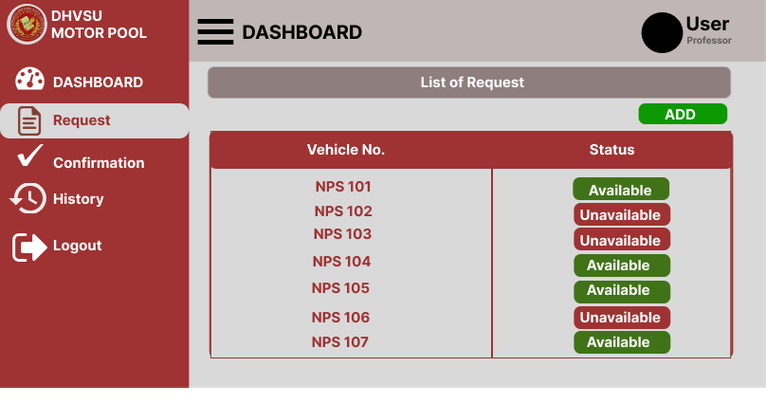 DHVSU
MOTOR POOL
DASHBOARD
Request
Confirmation
History
Logout
DASHBOARD
User
Professor
List of Request
ADD
Vehicle No. Status
NPS 101 Available
NPS 102 Unavailable
NPS 103 Unavailable
NPS 104 Available
NPS 105 Available
NPS 106 Unavailable
NPS 107 Available